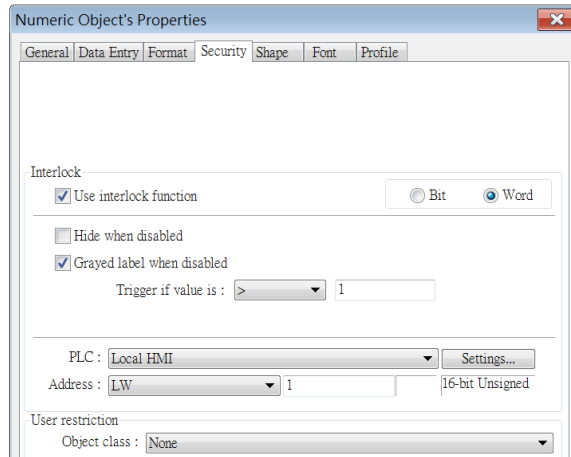 Numeric Object's Properties
General Data Entry Format Security Shape Font Profile
Interlock
Use interlock function Bit Word
Hide when disabled
Grayed label when disabled
Trigger if value is : > 1
PLC : Local HMI Settings...
Address : LW 1 16-bit Unsigned
User restriction
Object class : None